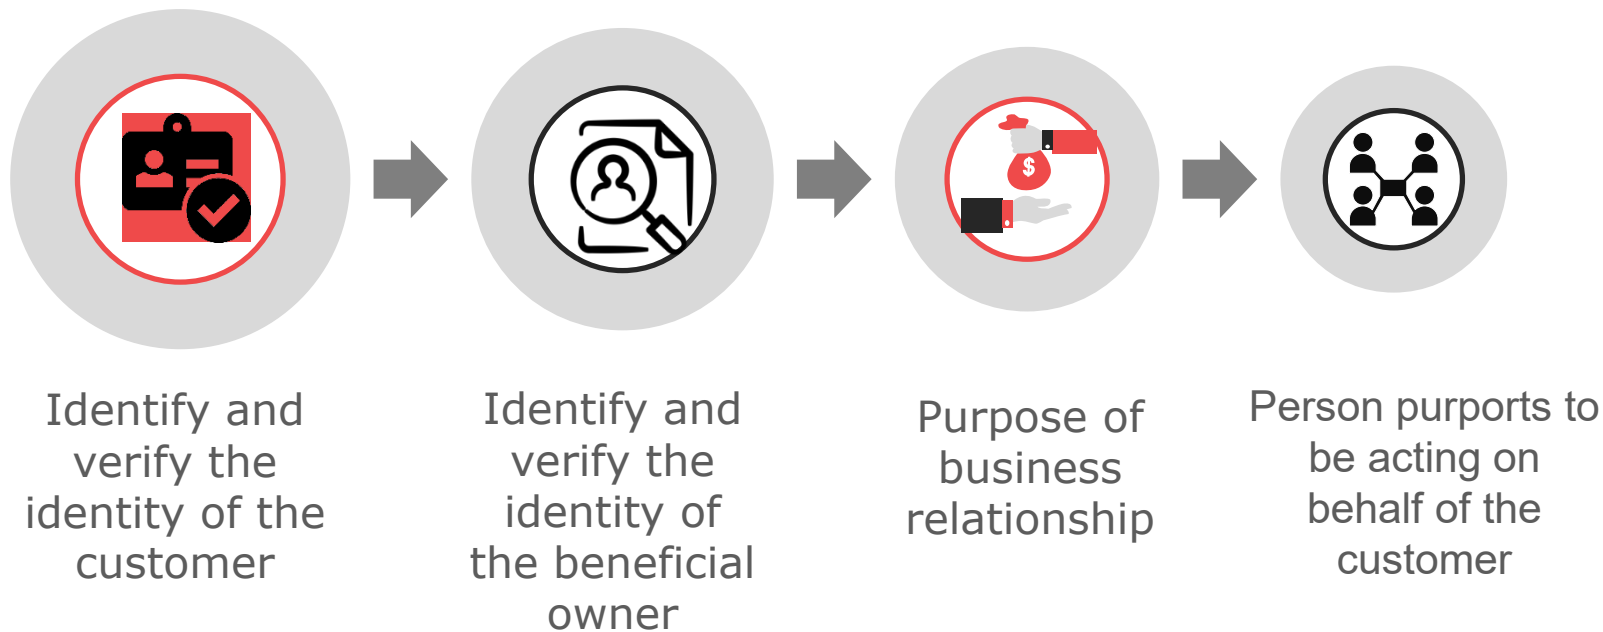 Identify and
verify the
identity of the
customer
Identify and
verify the
identity of
the beneficial
owner
$
Purpose of
business
relationship
Person purports to
be acting on
behalf of the
customer